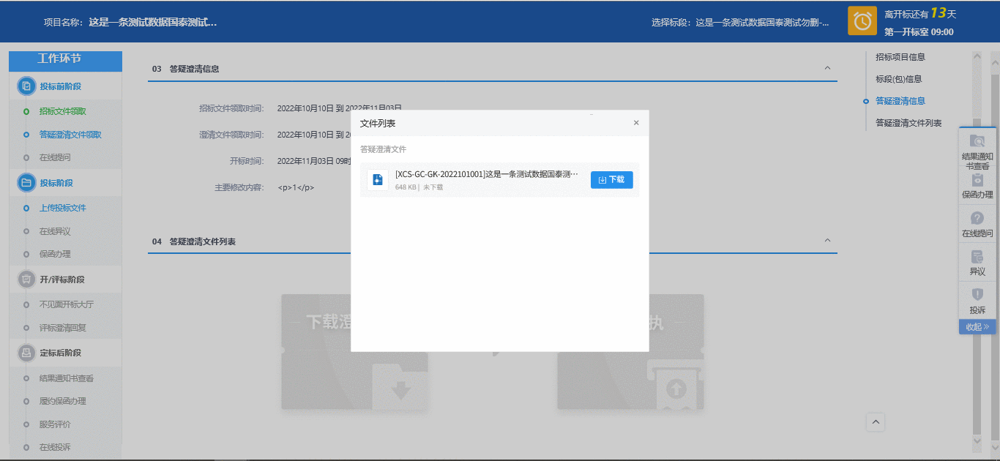 项目名称：这是一条测试数据国泰测试...
选择标段：这是一条测试数据国泰测试勿删-...
离开标还有13天
第一开标室 09:00
工作环节
投标前阶段
招标文件领取
答疑澄清文件领取
在线提问
投标阶段
上传投标文件
在线异议
保函办理
开/评标阶段
不见面开标大厅
评标澄清回复
定标后阶段
结果通知书查看
履约保函办理
服务评价
在线投诉
03 答疑澄清信息
招标文件领取时间： 2022年10月10日 到 2022年11月03日
澄清文件领取时间： 2022年10月10日 到 20
开标时间： 2022年11月03日 09时
主要修改内容： <p>1</p>
04 答疑澄清文件列表
下载澄
执
文件列表
×
答疑澄清文件
[XCS-GC-GK-2022101001]这是一条测试数据国泰测…
648 KB | 未下载
下载
招标项目信息
标段(包)信息
答疑澄清信息
答疑澄清文件列表
结果通知
书查看
保函办理
在线提问
异议
投诉
收起 »